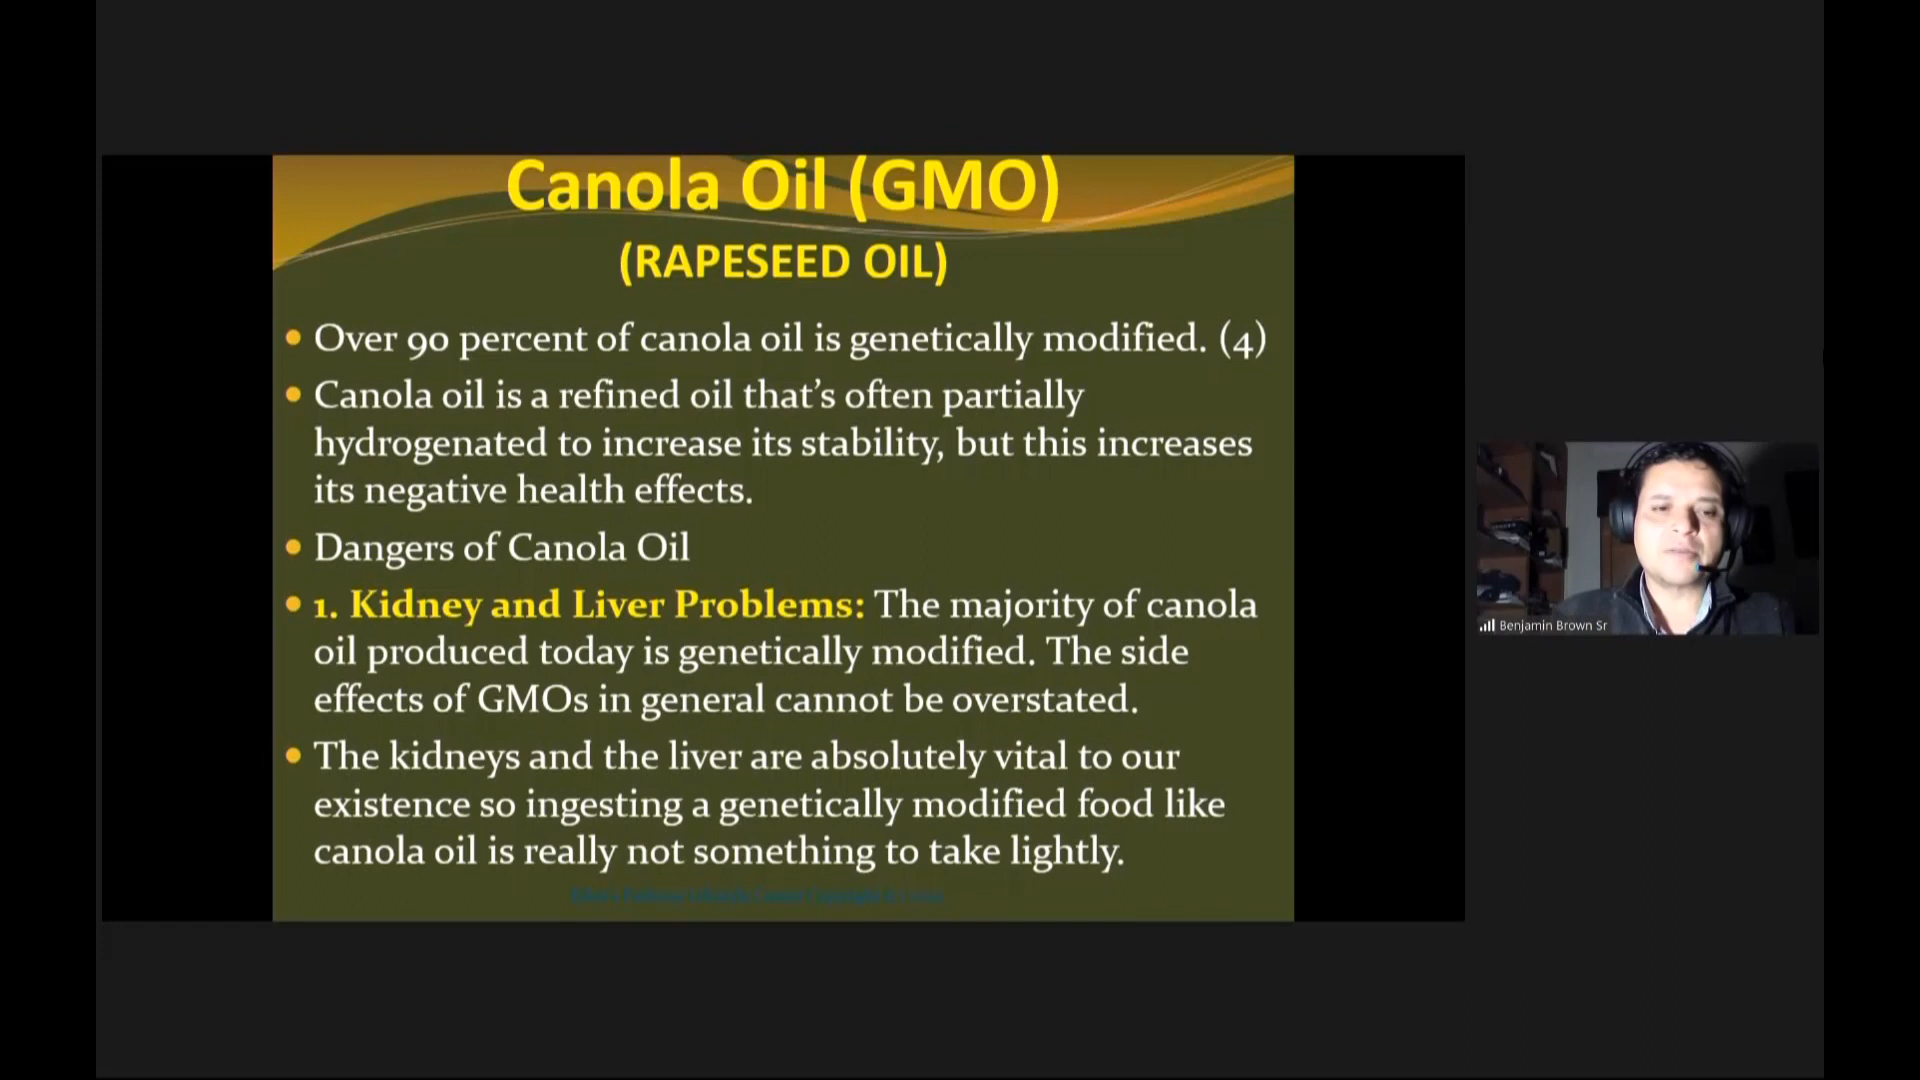 Canola Oil (GMO)
(RAPESEED OIL)
• Over 90 percent of canola oil is genetically modified. (4)
• Canola oil is a refined oil that's often partially
hydrogenated to increase its stability, but this increases
its negative health effects.
• Dangers of Canola Oil
• 1. Kidney and Liver Problems: The majority of canola
oil produced today is genetically modified. The side
effects of GMOs in general cannot be overstated.
• The kidneys and the liver are absolutely vital to our
existence so ingesting a genetically modified food like
canola oil is really not something to take lightly.
Benjamin Brown Sr